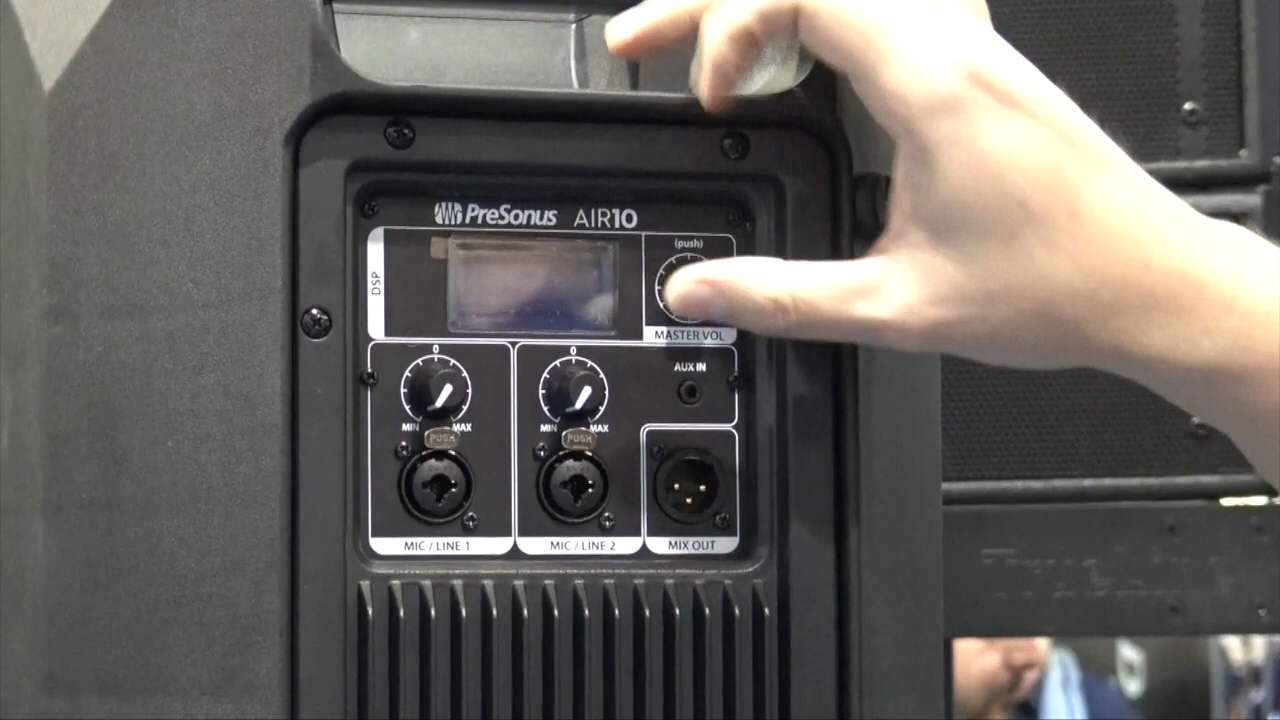 PreSonus AIR10
DSP
(push)
MASTER VOL
0
MIN MAX
PUSH
MIC / LINE 1
0
MIN MAX
PUSH
MIC / LINE 2
AUX IN
MIX OUT